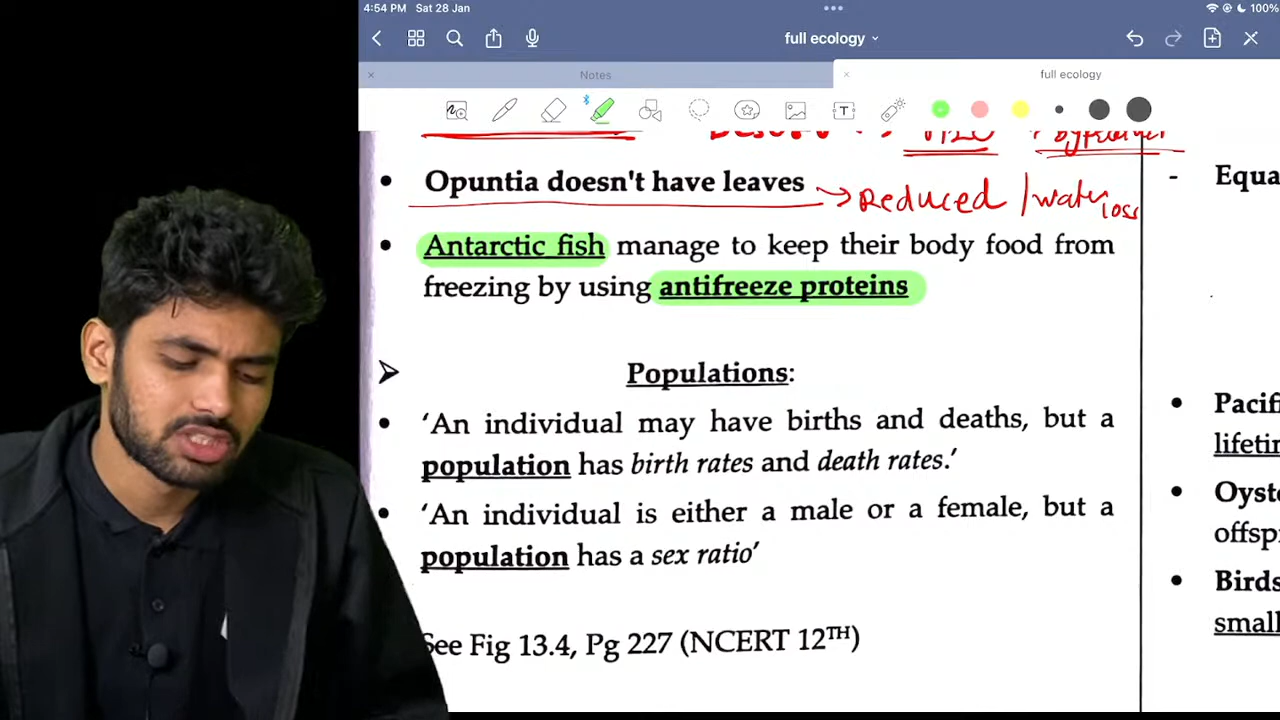 4:54 PM Sat 28 Jan
100%
full ecology
Notes
full ecology
Opuntia doesn't have leaves → Reduced / water loss
Antarctic fish manage to keep their body food from
freezing by using antifreeze proteins
➤ Populations:
'An individual may have births and deaths, but a
population has birth rates and death rates.'
'An individual is either a male or a female, but a
population has a sex ratio'
See Fig 13.4, Pg 227 (NCERT 12TH)
- Equa
Pacif
lifetin
Oyste
offspr
Birds
small